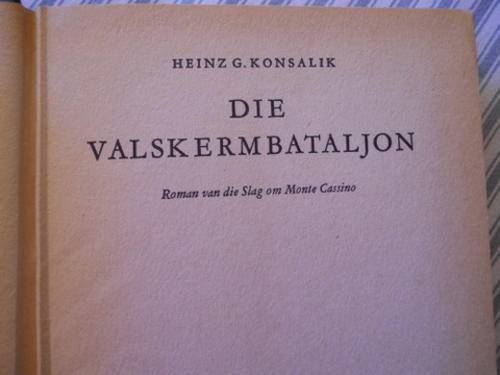 HEINZ G. KONSALIK
DIE
VALSKERMBATALJON
Roman van die Slag om Monte Cassino